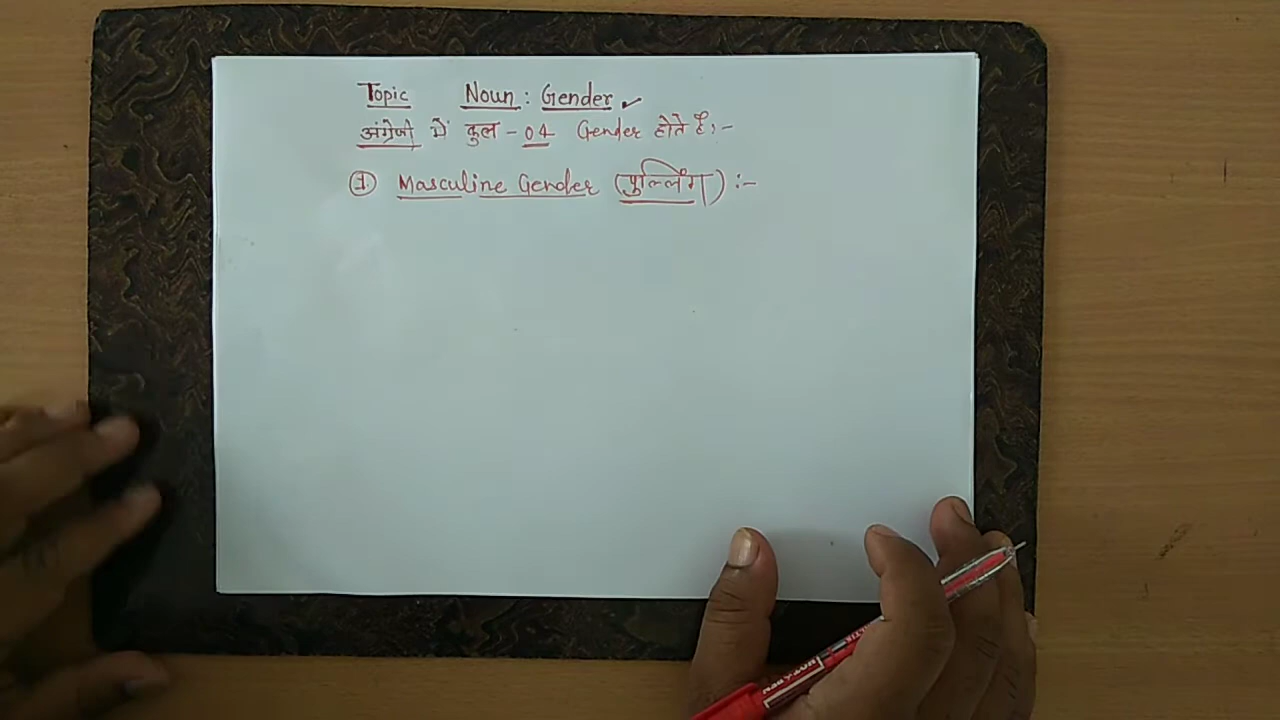 Topic Noun : Gender ✓
अंग्रेजी में कुल - 04 Gender होते हैं :-
① Masculine Gender (पुल्लिंग) :-